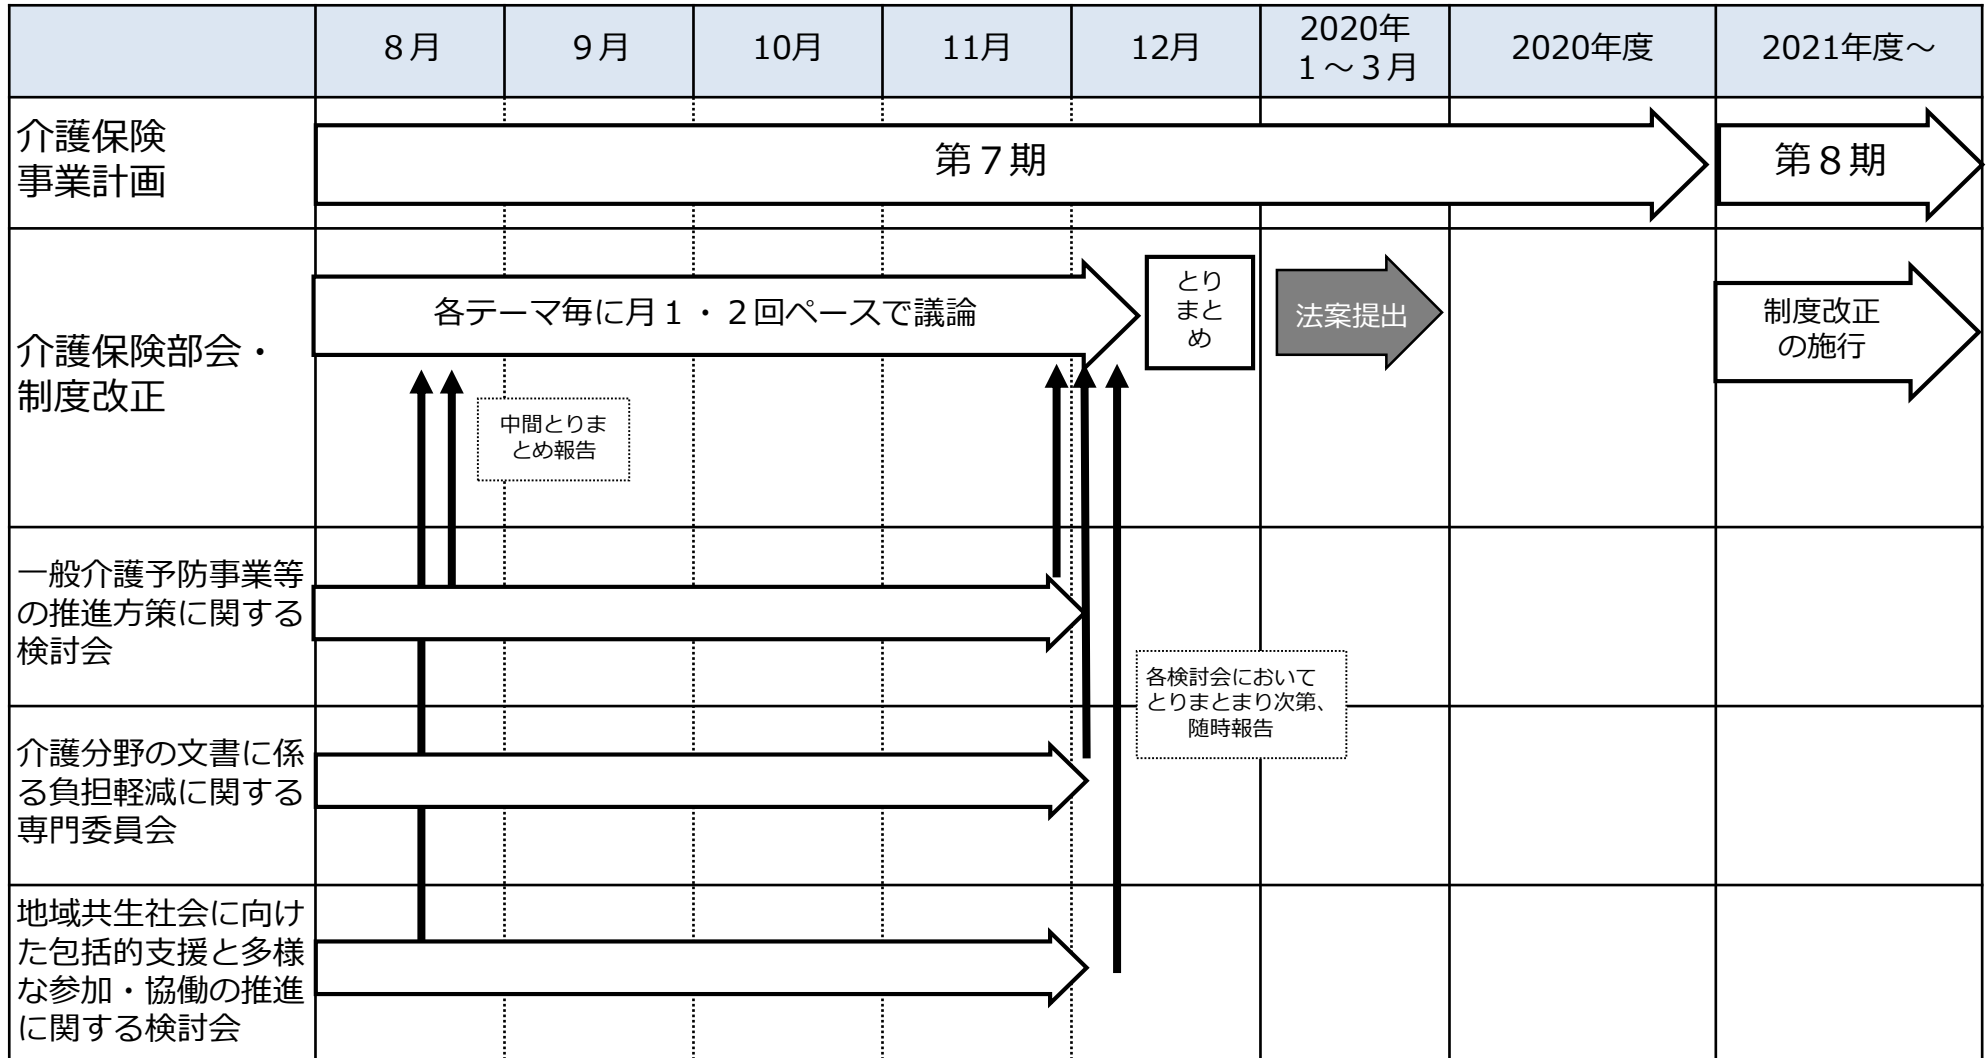 ８月
９月
10月
11月
12月
2020年
１～３月
2020年度
2021年度～
介護保険
事業計画
第７期
第８期
介護保険部会・
制度改正
各テーマ毎に月１・２回ペースで議論
とり
まと
め
法案提出
制度改正
の施行
中間とりま
とめ報告
一般介護予防事業等
の推進方策に関する
検討会
各検討会において
とりまとまり次第、
随時報告
介護分野の文書に係
る負担軽減に関する
専門委員会
地域共生社会に向け
た包括的支援と多様
な参加・協働の推進
に関する検討会